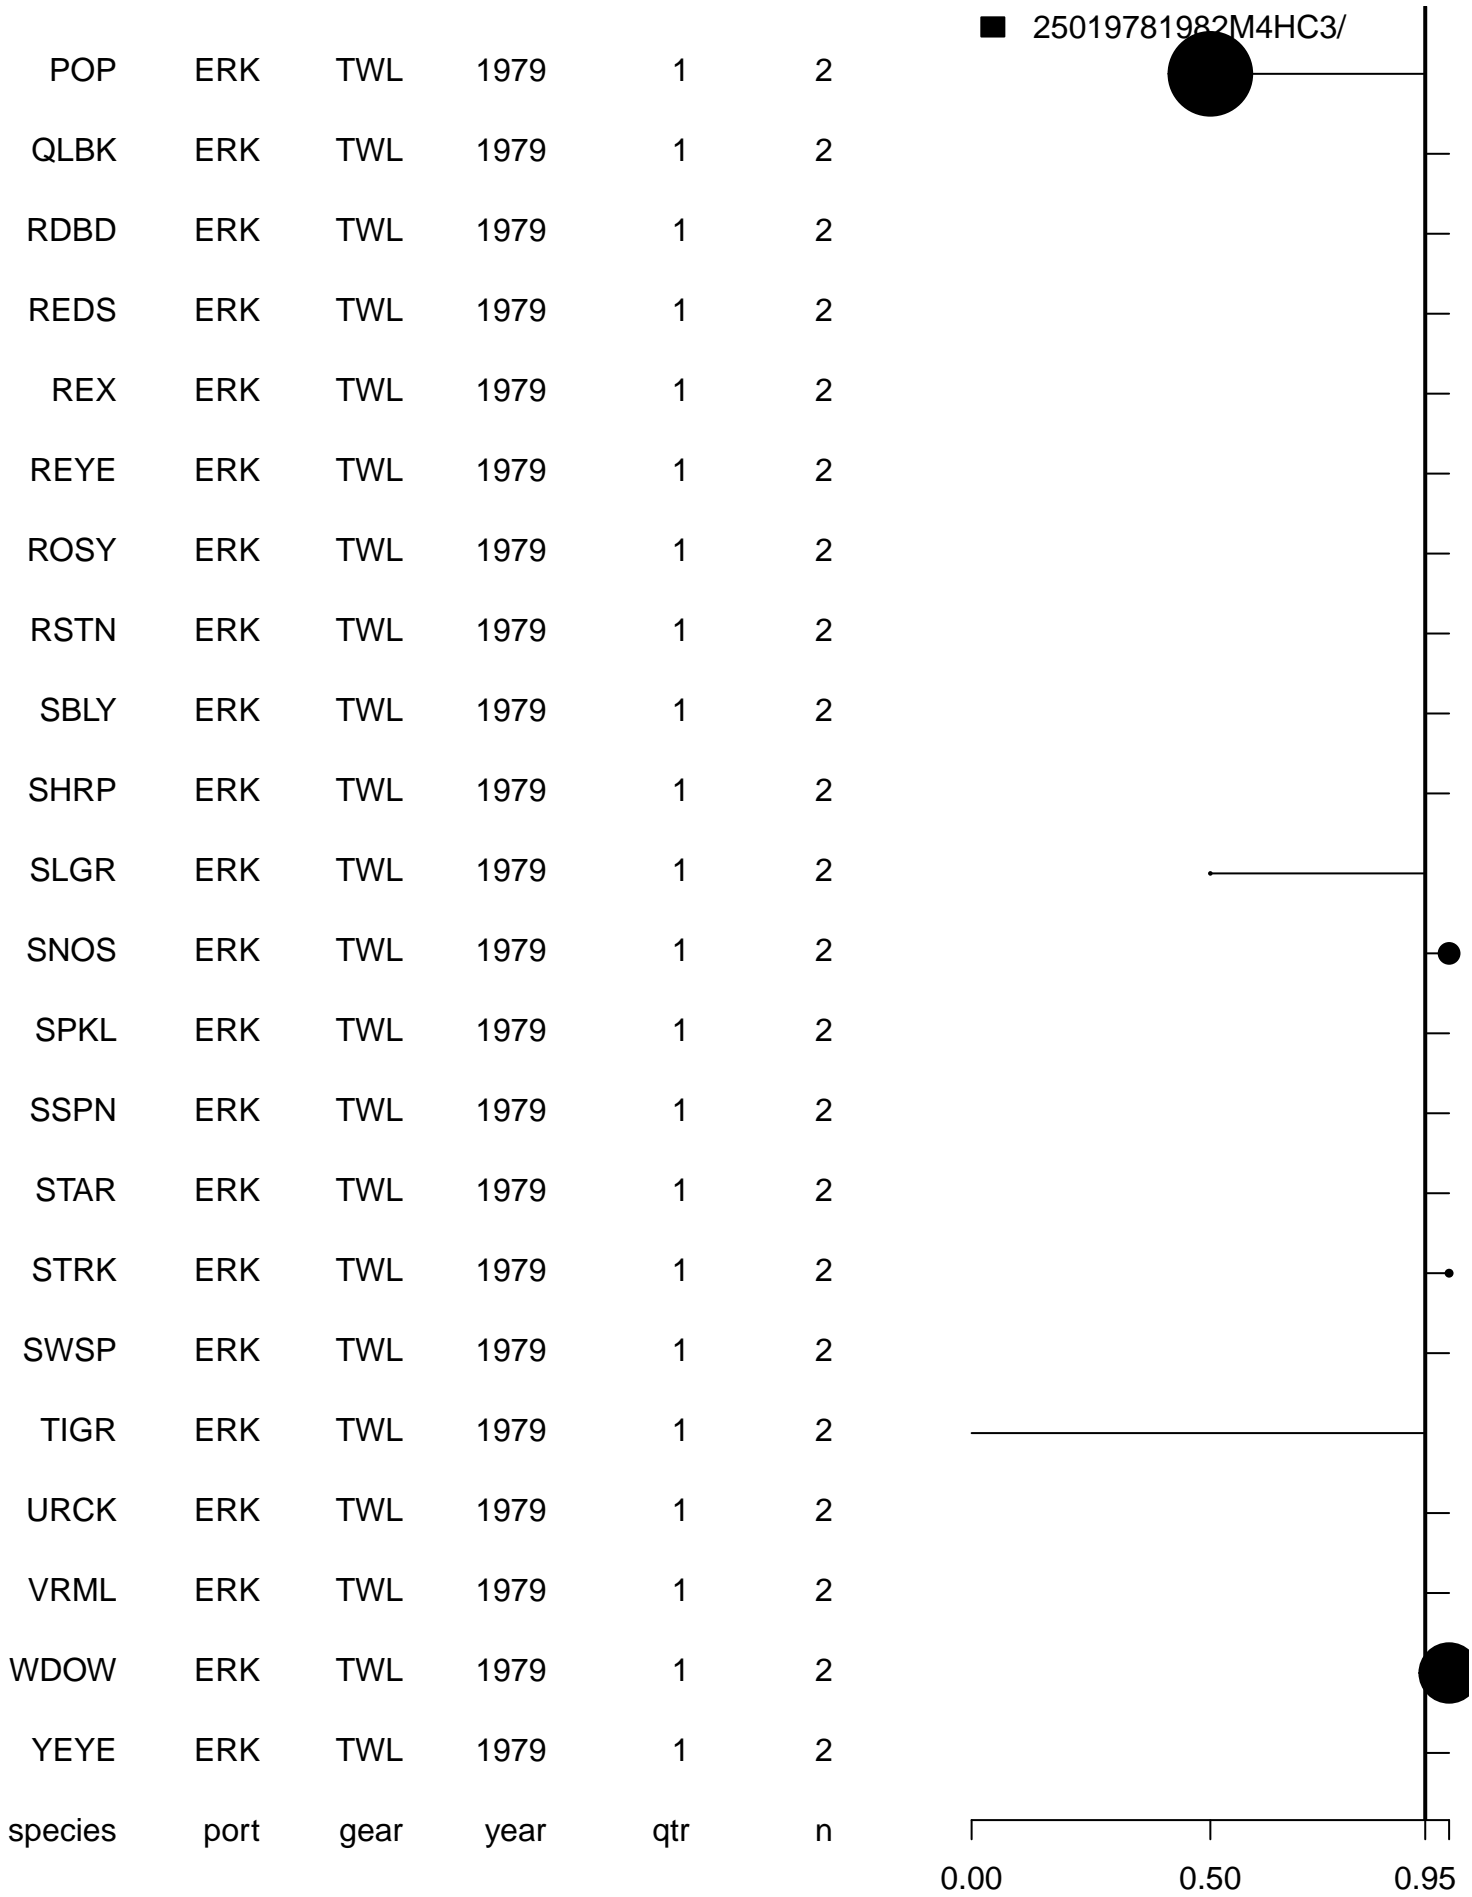 25019781982M4HC3/
POP ERK TWL 1979 1 2
QLBK ERK TWL 1979 1 2
RDBD ERK TWL 1979 1 2
REDS ERK TWL 1979 1 2
REX ERK TWL 1979 1 2
REYE ERK TWL 1979 1 2
ROSY ERK TWL 1979 1 2
RSTN ERK TWL 1979 1 2
SBLY ERK TWL 1979 1 2
SHRP ERK TWL 1979 1 2
SLGR ERK TWL 1979 1 2
SNOS ERK TWL 1979 1 2
SPKL ERK TWL 1979 1 2
SSPN ERK TWL 1979 1 2
STAR ERK TWL 1979 1 2
STRK ERK TWL 1979 1 2
SWSP ERK TWL 1979 1 2
TIGR ERK TWL 1979 1 2
URCK ERK TWL 1979 1 2
VRML ERK TWL 1979 1 2
WDOW ERK TWL 1979 1 2
YEYE ERK TWL 1979 1 2
species port gear year qtr n
0.00 0.50 0.95